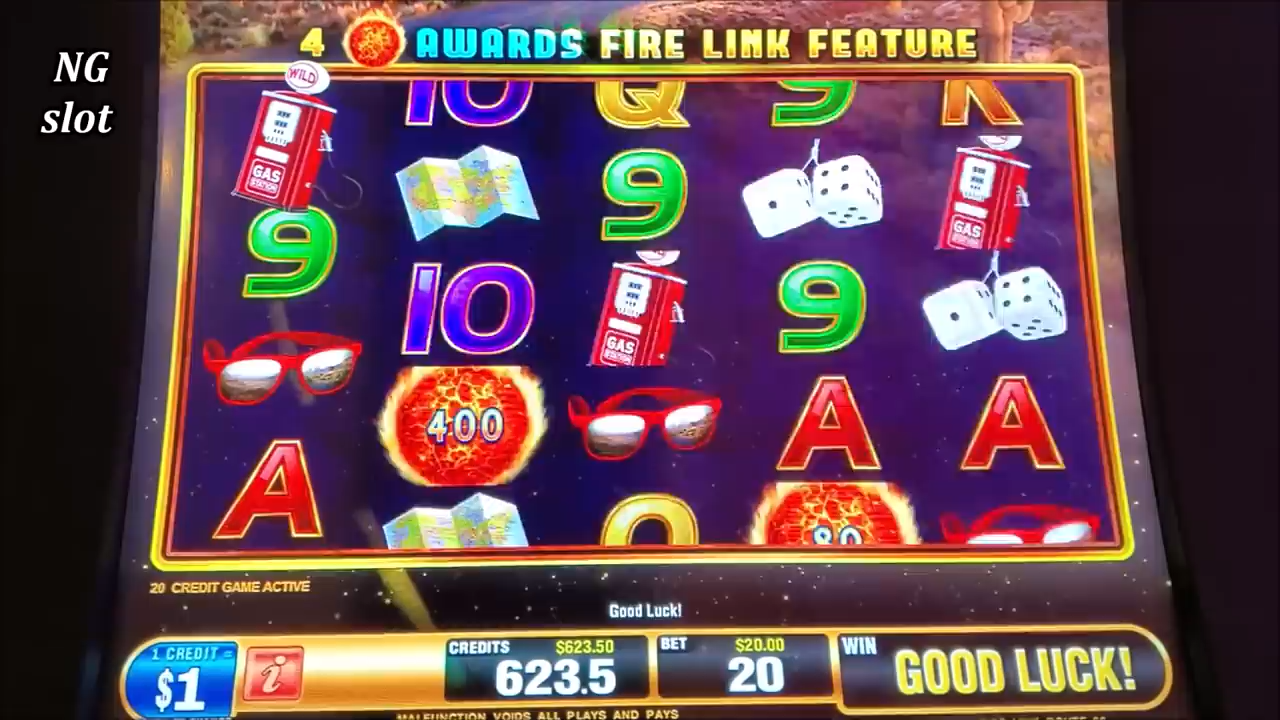 NG
slot
4 AWARDS FIRE LINK FEATURE
WILD
10 Q 9 K
GAS
STATION
9
GAS
9
10
GAS
9
400
A A
A
Q
80
20 CREDIT GAME ACTIVE
Good Luck!
1 CREDIT =
$1
i
CREDITS $623.50
623.5
BET $20.00
20
WIN
GOOD LUCK!
MALFUNCTION VOIDS ALL PLAYS AND PAYS